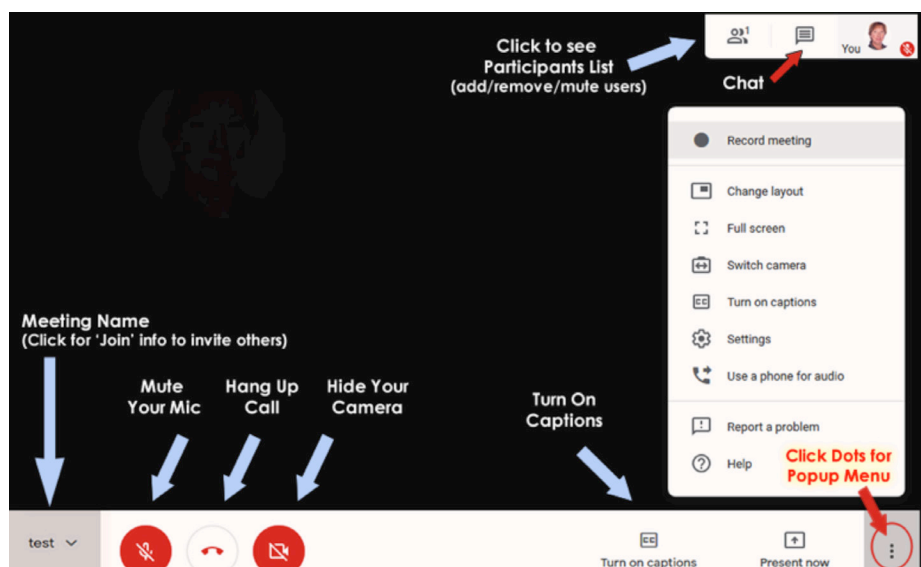 Click to see
Participants List
(add/remove/mute users)
1
You
Chat
Record meeting
Change layout
Full screen
Switch camera
CC Turn on captions
Settings
Use a phone for audio
Report a problem
Help
Click Dots for
Popup Menu
Meeting Name
(Click for 'Join' info to invite others)
Mute
Your Mic
Hang Up
Call
Hide Your
Camera
Turn On
Captions
test
CC
Turn on captions
Present now